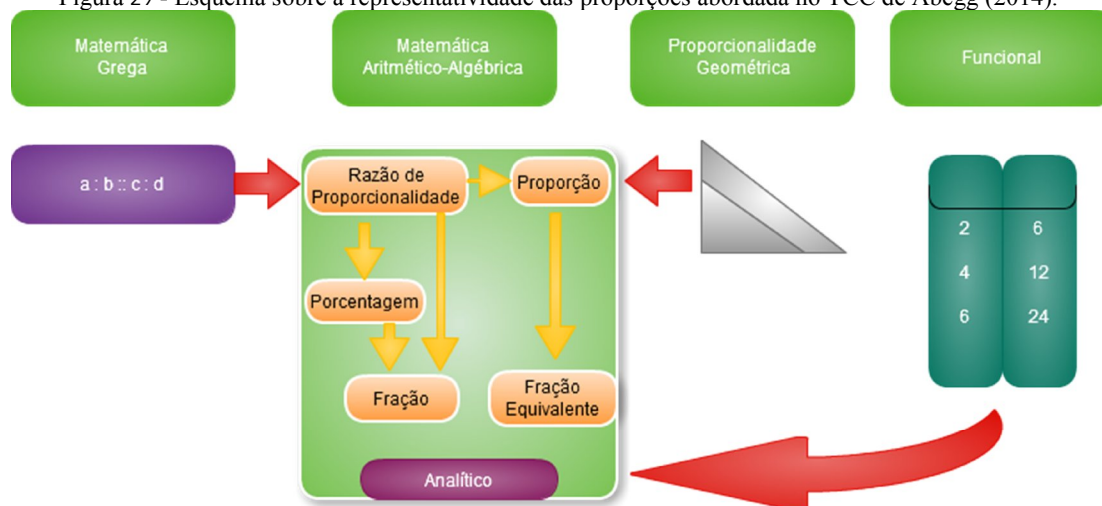 Figura 27 - Esquema sobre a representatividade das proporções abordada no TCC de Abegg (2014).
Matemática
Grega
Matemática
Aritmético-Algébrica
Proporcionalidade
Geométrica
Funcional
a : b :: c : d
Razão de
Proporcionalidade
Proporção
Porcentagem
Fração
Fração
Equivalente
Analítico
2 6
4 12
6 24